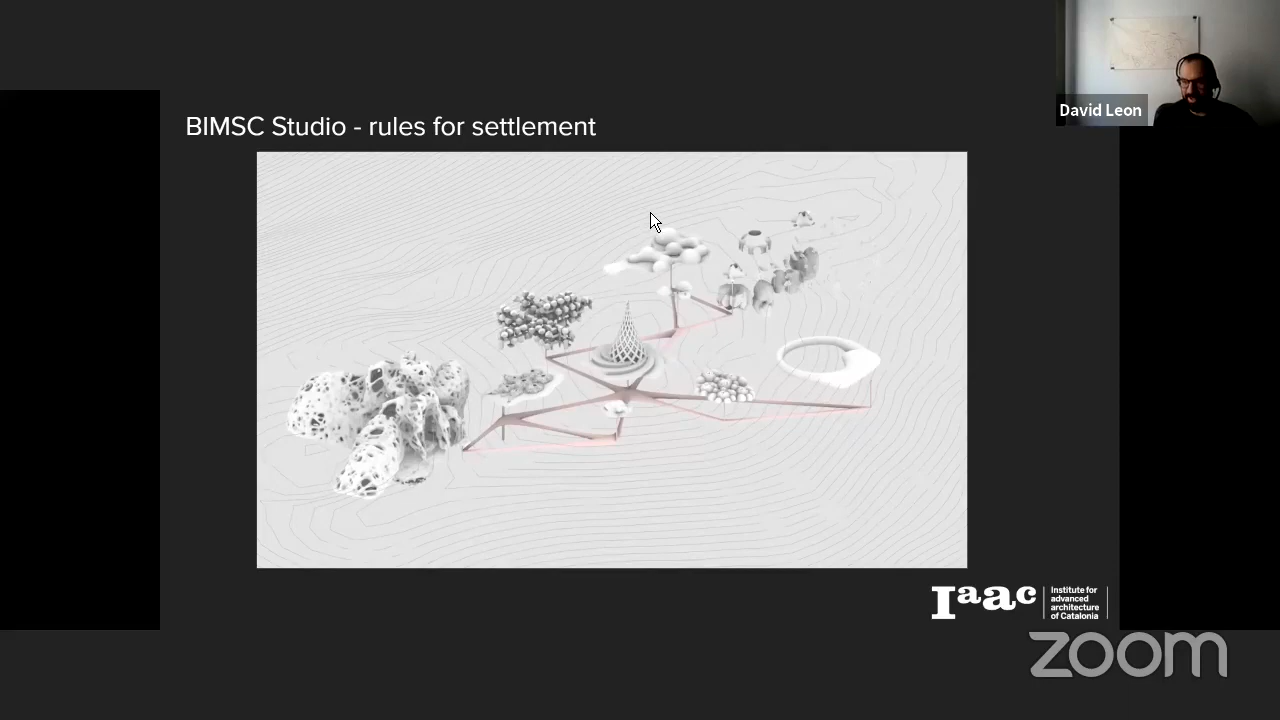 David Leon
BIMSC Studio - rules for settlement
Iaac
Institute for
advanced
architecture
of Catalonia
zoom